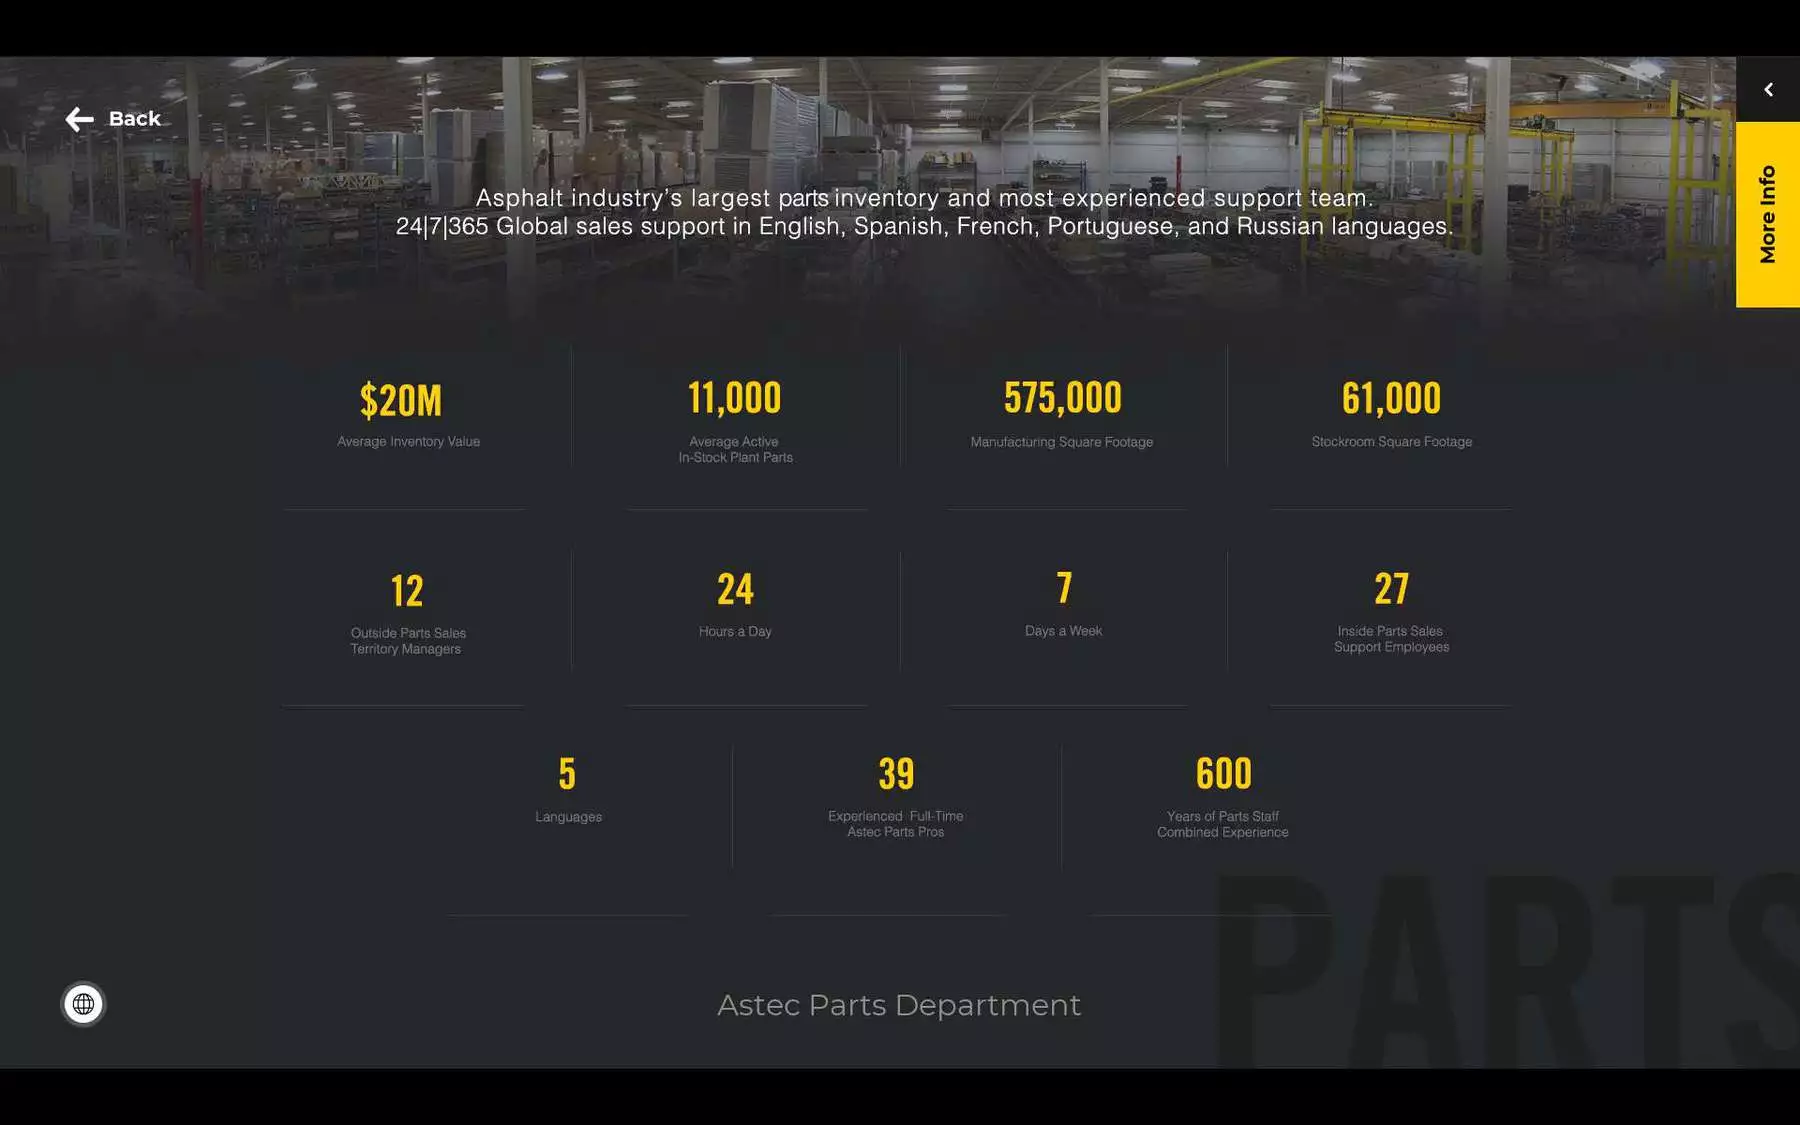 Back
More Info
Asphalt industry's largest parts inventory and most experienced support team.
24|7|365 Global sales support in English, Spanish, French, Portuguese, and Russian languages.
$20M
Average Inventory Value
11,000
Average Active
In-Stock Plant Parts
575,000
Manufacturing Square Footage
61,000
Stockroom Square Footage
12
Outside Parts Sales
Territory Managers
24
Hours a Day
7
Days a Week
27
Inside Parts Sales
Support Employees
5
Languages
39
Experienced Full-Time
Astec Parts Pros
600
Years of Parts Staff
Combined Experience
PARTS
Astec Parts Department